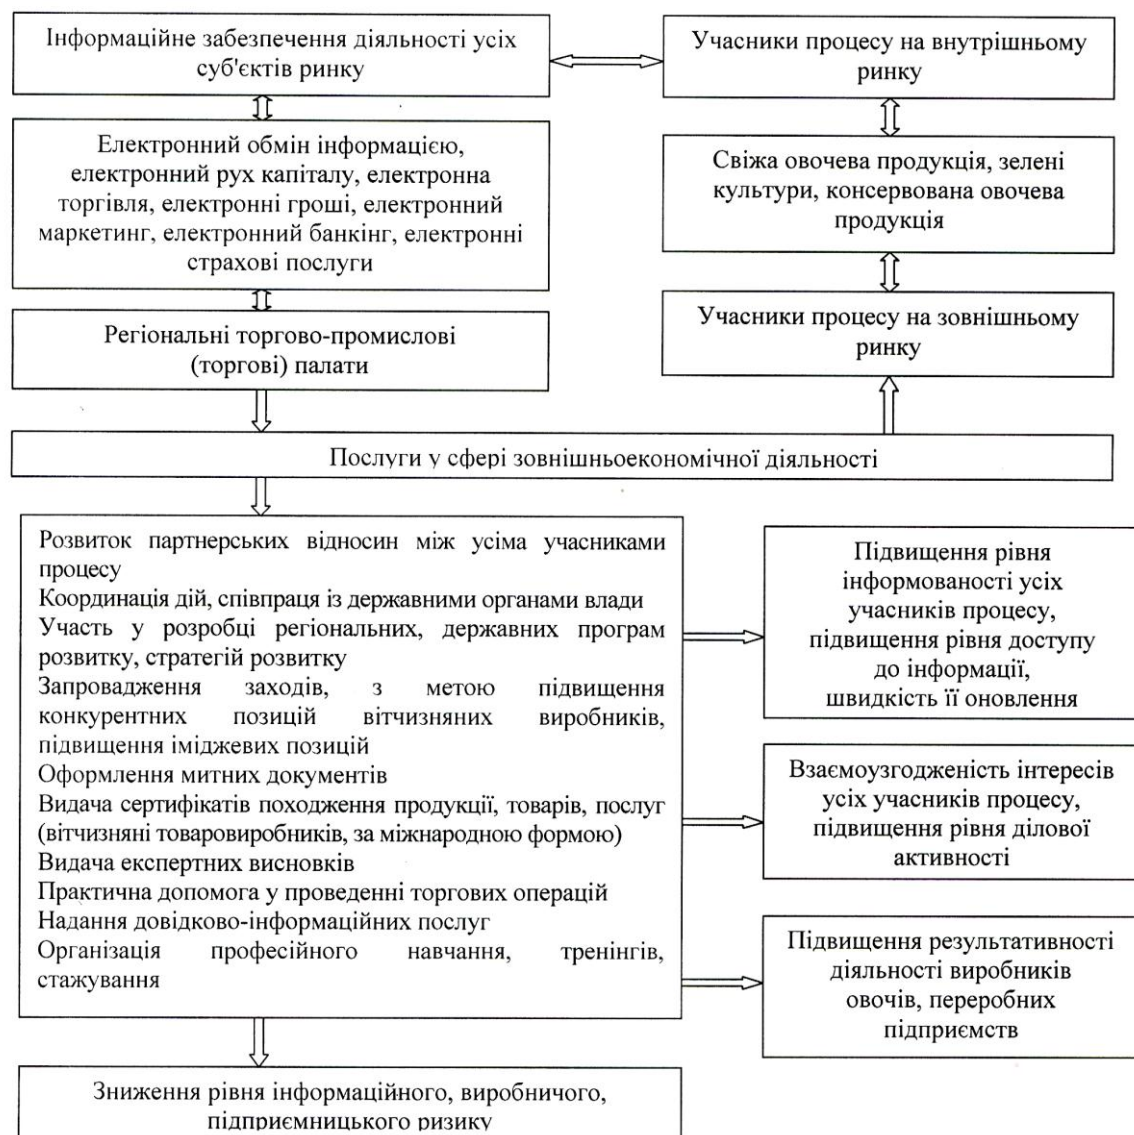 Інформаційне забезпечення діяльності усіх
суб'єктів ринку
Учасники процесу на внутрішньому
ринку
Електронний обмін інформацією,
електронний рух капіталу, електронна
торгівля, електронні гроші, електронний
маркетинг, електронний банкінг, електронні
страхові послуги
Свіжа овочева продукція, зелені
культури, консервована овочева
продукція
Регіональні торгово-промислові
(торгові) палати
Учасники процесу на зовнішньому
ринку
Послуги у сфері зовнішньоекономічної діяльності
Розвиток партнерських відносин між усіма учасниками
процесу
Координація дій, співпраця із державними органами влади
Участь у розробці регіональних, державних програм
розвитку, стратегій розвитку
Запровадження заходів, з метою підвищення
конкурентних позицій вітчизняних виробників,
підвищення іміджевих позицій
Оформлення митних документів
Видача сертифікатів походження продукції, товарів, послуг
(вітчизняні товаровиробників, за міжнародною формою)
Видача експертних висновків
Практична допомога у проведенні торгових операцій
Надання довідково-інформаційних послуг
Організація професійного навчання, тренінгів,
стажування
Підвищення рівня
інформованості усіх
учасників процесу,
підвищення рівня доступу
до інформації,
швидкість її оновлення
Взаємоузгодженість інтересів
усіх учасників процесу,
підвищення рівня ділової
активності
Підвищення результативності
діяльності виробників
овочів, переробних
підприємств
Зниження рівня інформаційного, виробничого,
підприємницького ризику